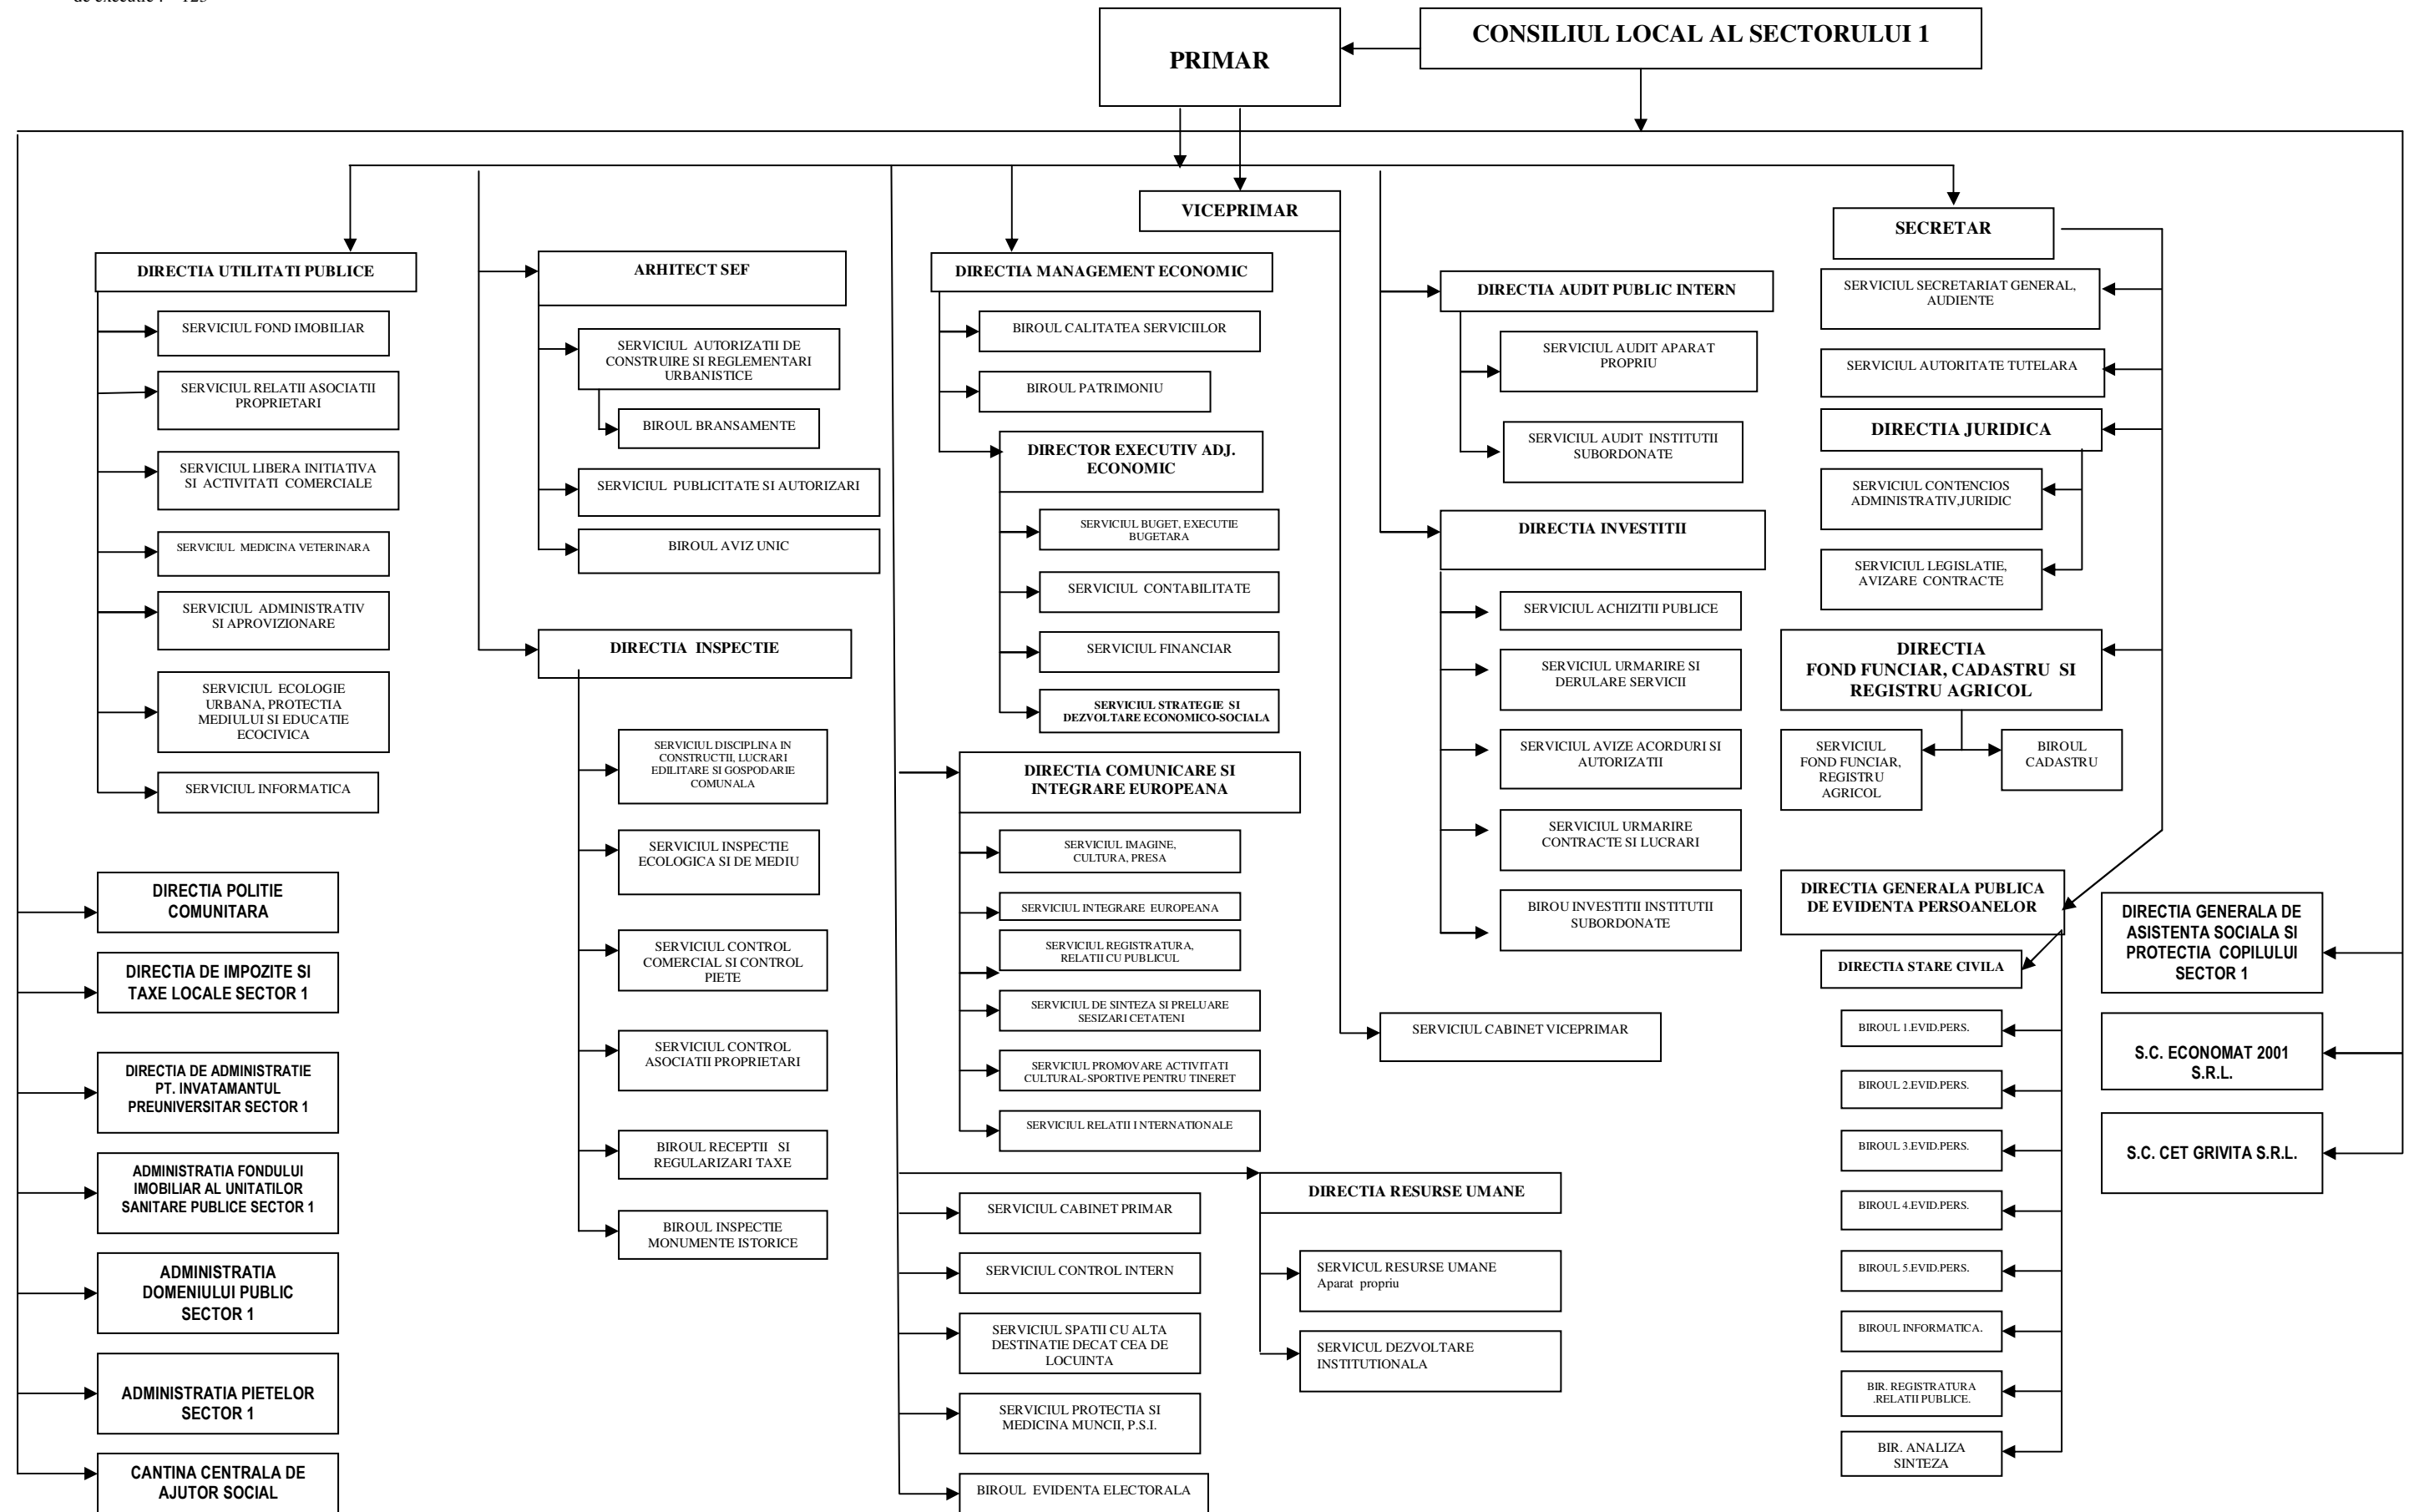 PRIMAR
CONSILIUL LOCAL AL SECTORULUI 1
VICEPRIMAR
SECRETAR
DIRECTIA UTILITATI PUBLICE
SERVICIUL FOND IMOBILIAR
SERVICIUL RELATII ASOCIATII
PROPRIETARI
SERVICIUL LIBERA INITIATIVA
SI ACTIVITATI COMERCIALE
SERVICIUL MEDICINA VETERINARA
SERVICIUL ADMINISTRATIV
SI APROVIZIONARE
SERVICIUL ECOLOGIE
URBANA, PROTECTIA
MEDIULUI SI EDUCATIE
ECOCIVICA
SERVICIUL INFORMATICA
DIRECTIA POLITIE
COMUNITARA
DIRECTIA DE IMPOZITE SI
TAXE LOCALE SECTOR 1
DIRECTIA DE ADMINISTRATIE
PT. INVATAMANTUL
PREUNIVERSITAR SECTOR 1
ADMINISTRATIA FONDULUI
IMOBILIAR AL UNITATILOR
SANITARE PUBLICE SECTOR 1
ADMINISTRATIA
DOMENIULUI PUBLIC
SECTOR 1
ADMINISTRATIA PIETELOR
SECTOR 1
CANTINA CENTRALA DE
AJUTOR SOCIAL
ARHITECT SEF
SERVICIUL AUTORIZATII DE
CONSTRUIRE SI REGLEMENTARI
URBANISTICE
BIROUL BRANSAMENTE
SERVICIUL PUBLICITATE SI AUTORIZARI
BIROUL AVIZ UNIC
DIRECTIA INSPECTIE
SERVICIUL DISCIPLINA IN
CONSTRUCTII, LUCRARI
EDILITARE SI GOSPODARIE
COMUNALA
SERVICIUL INSPECTIE
ECOLOGICA SI DE MEDIU
SERVICIUL CONTROL
COMERCIAL SI CONTROL
PIETE
SERVICIUL CONTROL
ASOCIATII PROPRIETARI
BIROUL RECEPTII SI
REGULARIZARI TAXE
BIROUL INSPECTIE
MONUMENTE ISTORICE
DIRECTIA MANAGEMENT ECONOMIC
BIROUL CALITATEA SERVICIILOR
BIROUL PATRIMONIU
DIRECTOR EXECUTIV ADJ.
ECONOMIC
SERVICIUL BUGET, EXECUTIE
BUGETARA
SERVICIUL CONTABILITATE
SERVICIUL FINANCIAR
SERVICIUL STRATEGIE SI
DEZVOLTARE ECONOMICO-SOCIALA
DIRECTIA COMUNICARE SI
INTEGRARE EUROPEANA
SERVICIUL IMAGINE,
CULTURA, PRESA
SERVICIUL INTEGRARE EUROPEANA
SERVICIUL REGISTRATURA,
RELATII CU PUBLICUL
SERVICIUL DE SINTEZA SI PRELUARE
SESIZARI CETATENI
SERVICIUL PROMOVARE ACTIVITATI
CULTURAL-SPORTIVE PENTRU TINERET
SERVICIUL RELATII I NTERNATIONALE
DIRECTIA RESURSE UMANE
SERVICUL RESURSE UMANE
Aparat propriu
SERVICUL DEZVOLTARE
INSTITUTIONALA
SERVICIUL CABINET PRIMAR
SERVICIUL CONTROL INTERN
SERVICIUL SPATII CU ALTA
DESTINATIE DECAT CEA DE
LOCUINTA
SERVICIUL PROTECTIA SI
MEDICINA MUNCII, P.S.I.
BIROUL EVIDENTA ELECTORALA
DIRECTIA AUDIT PUBLIC INTERN
SERVICIUL AUDIT APARAT
PROPRIU
SERVICIUL AUDIT INSTITUTII
SUBORDONATE
DIRECTIA INVESTITII
SERVICIUL ACHIZITII PUBLICE
SERVICIUL URMARIRE SI
DERULARE SERVICII
SERVICIUL AVIZE ACORDURI SI
AUTORIZATII
SERVICIUL URMARIRE
CONTRACTE SI LUCRARI
BIROU INVESTITII INSTITUTII
SUBORDONATE
SERVICIUL CABINET VICEPRIMAR
SERVICIUL SECRETARIAT GENERAL,
AUDIENTE
SERVICIUL AUTORITATE TUTELARA
DIRECTIA JURIDICA
SERVICIUL CONTENCIOS
ADMINISTRATIV,JURIDIC
SERVICIUL LEGISLATIE,
AVIZARE CONTRACTE
DIRECTIA
FOND FUNCIAR, CADASTRU SI
REGISTRU AGRICOL
SERVICIUL
FOND FUNCIAR,
REGISTRU
AGRICOL
BIROUL
CADASTRU
DIRECTIA GENERALA PUBLICA
DE EVIDENTA PERSOANELOR
DIRECTIA STARE CIVILA
BIROUL 1.EVID.PERS.
BIROUL 2.EVID.PERS.
BIROUL 3.EVID.PERS.
BIROUL 4.EVID.PERS.
BIROUL 5.EVID.PERS.
BIROUL INFORMATICA.
BIR. REGISTRATURA
.RELATII PUBLICE.
BIR. ANALIZA
SINTEZA
DIRECTIA GENERALA DE
ASISTENTA SOCIALA SI
PROTECTIA COPILULUI
SECTOR 1
S.C. ECONOMAT 2001
S.R.L.
S.C. CET GRIVITA S.R.L.